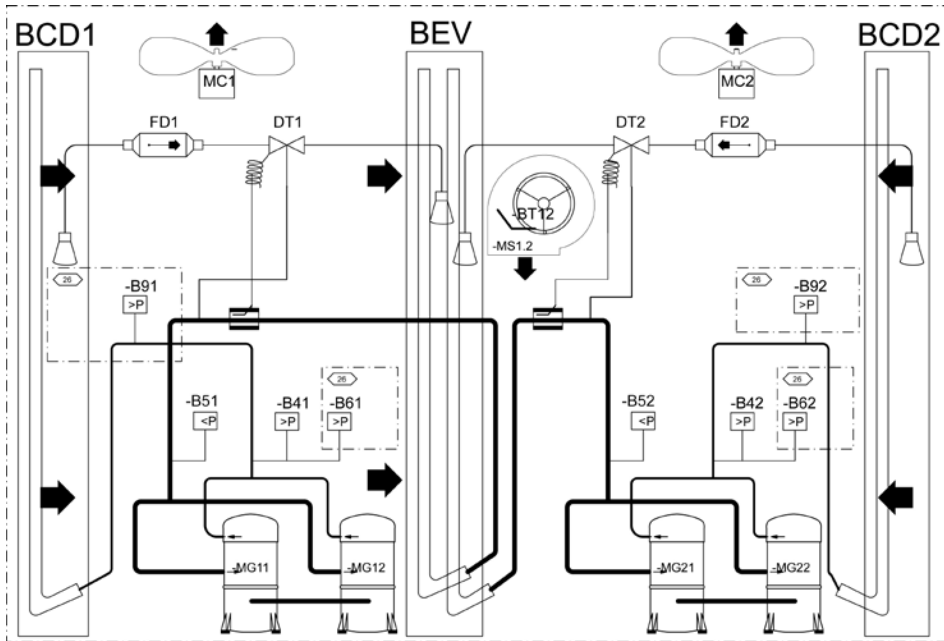 BCD1
BEV
BCD2
MC1
MC2
FD1
DT1
DT2
FD2
-BT12
-MS1.2
26
-B91
>P
26
-B92
>P
26
-B51
<P
-B41
>P
-B61
>P
-B52
<P
-B42
>P
26
-B62
>P
-MG11
-MG12
-MG21
-MG22